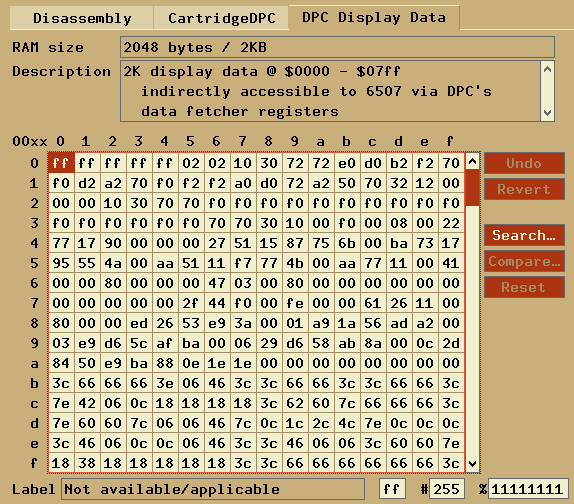 Disassembly CartridgeDPC DPC Display Data
RAM size 2048 bytes / 2KB
Description 2K display data @ $0000 - $07ff
indirectly accessible to 6507 via DPC's
data fetcher registers
00xx 0 1 2 3 4 5 6 7 8 9 a b c d e f
0 ff ff ff ff ff 02 02 10 30 72 72 e0 d0 b2 f2 70 Undo
1 f0 d2 a2 70 f0 f2 f2 a0 d0 72 a2 50 70 32 12 00 Revert
2 00 00 10 30 70 70 f0 f0 f0 f0 f0 f0 f0 f0 f0 f0
3 f0 f0 f0 f0 f0 f0 70 70 30 10 00 f0 00 08 00 22
4 77 17 90 00 00 00 27 51 15 87 75 6b 00 ba 73 17 Search…
5 95 55 4a 00 aa 51 11 f7 77 4b 00 aa 77 11 00 41 Compare…
6 00 00 80 00 00 00 47 03 00 80 00 00 00 00 00 00 Reset
7 00 00 00 00 00 2f 44 f0 00 fe 00 00 61 26 11 00
8 80 00 00 ed 26 53 e9 3a 00 01 a9 1a 56 ad a2 00
9 03 e9 d6 5c af ba 00 06 29 d6 58 ab 8a 00 0c 2d
a 84 50 e9 ba 88 0e 1e 1e 00 00 00 00 00 00 00 00
b 3c 66 66 66 3e 06 46 3c 3c 66 66 3c 3c 66 66 3c
c 7e 42 06 0c 18 18 18 18 3c 62 60 7c 66 66 66 3c
d 7e 60 60 7c 06 06 46 7c 0c 1c 2c 4c 7e 0c 0c 0c
e 3c 46 06 0c 0c 06 46 3c 3c 46 06 06 3c 60 60 7e
f 18 38 18 18 18 18 18 3c 3c 66 66 66 66 66 66 3c
Label Not available/applicable ff #255 %11111111